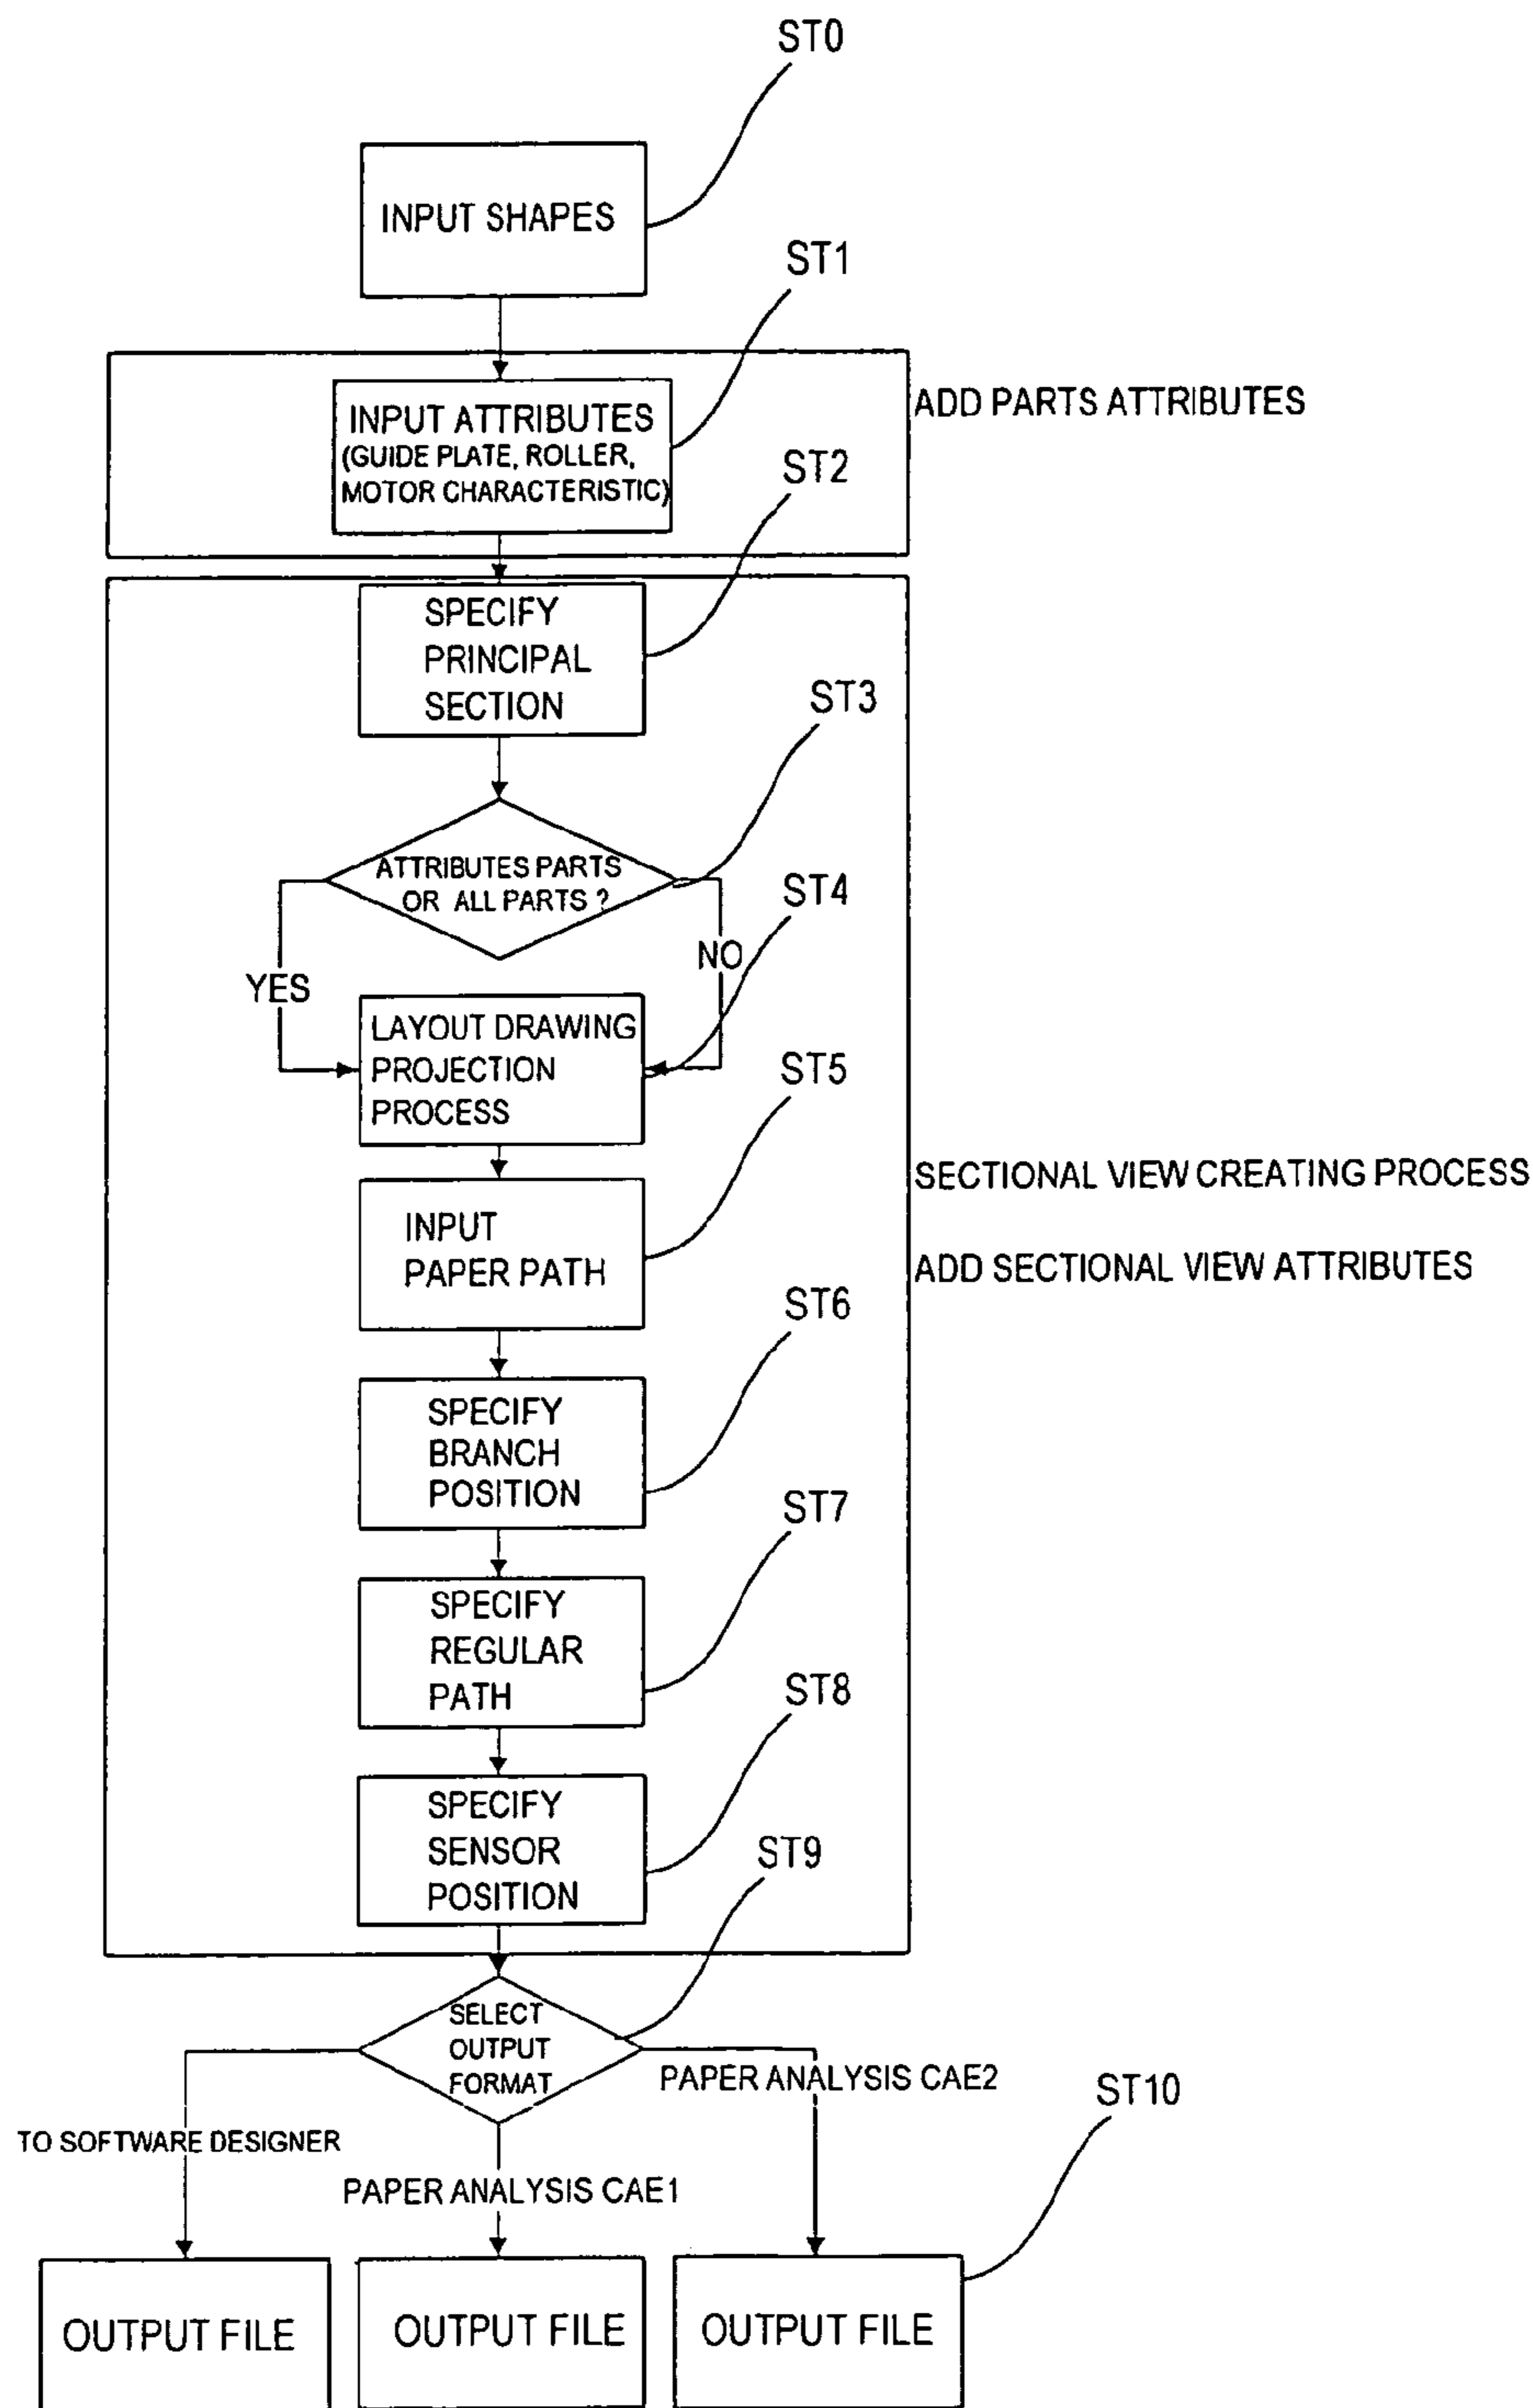 ST0
INPUT SHAPES
ST1
ADD PARTS ATTRIBUTES
INPUT ATTRIBUTES
(GUIDE PLATE, ROLLER,
MOTOR CHARACTERISTIC)
ST2
SPECIFY
PRINCIPAL
SECTION
ST3
ATTRIBUTES PARTS
OR ALL PARTS ?
ST4
NO
YES
LAYOUT DRAWING
PROJECTION
PROCESS
ST5
SECTIONAL VIEW CREATING PROCESS
INPUT
PAPER PATH
ADD SECTIONAL VIEW ATTRIBUTES
ST6
SPECIFY
BRANCH
POSITION
ST7
SPECIFY
REGULAR
PATH
ST8
SPECIFY
SENSOR
POSITION
ST9
SELECT
OUTPUT
FORMAT
PAPER ANALYSIS CAE2
ST10
TO SOFTWARE DESIGNER
PAPER ANALYSIS CAE1
OUTPUT FILE
OUTPUT FILE
OUTPUT FILE